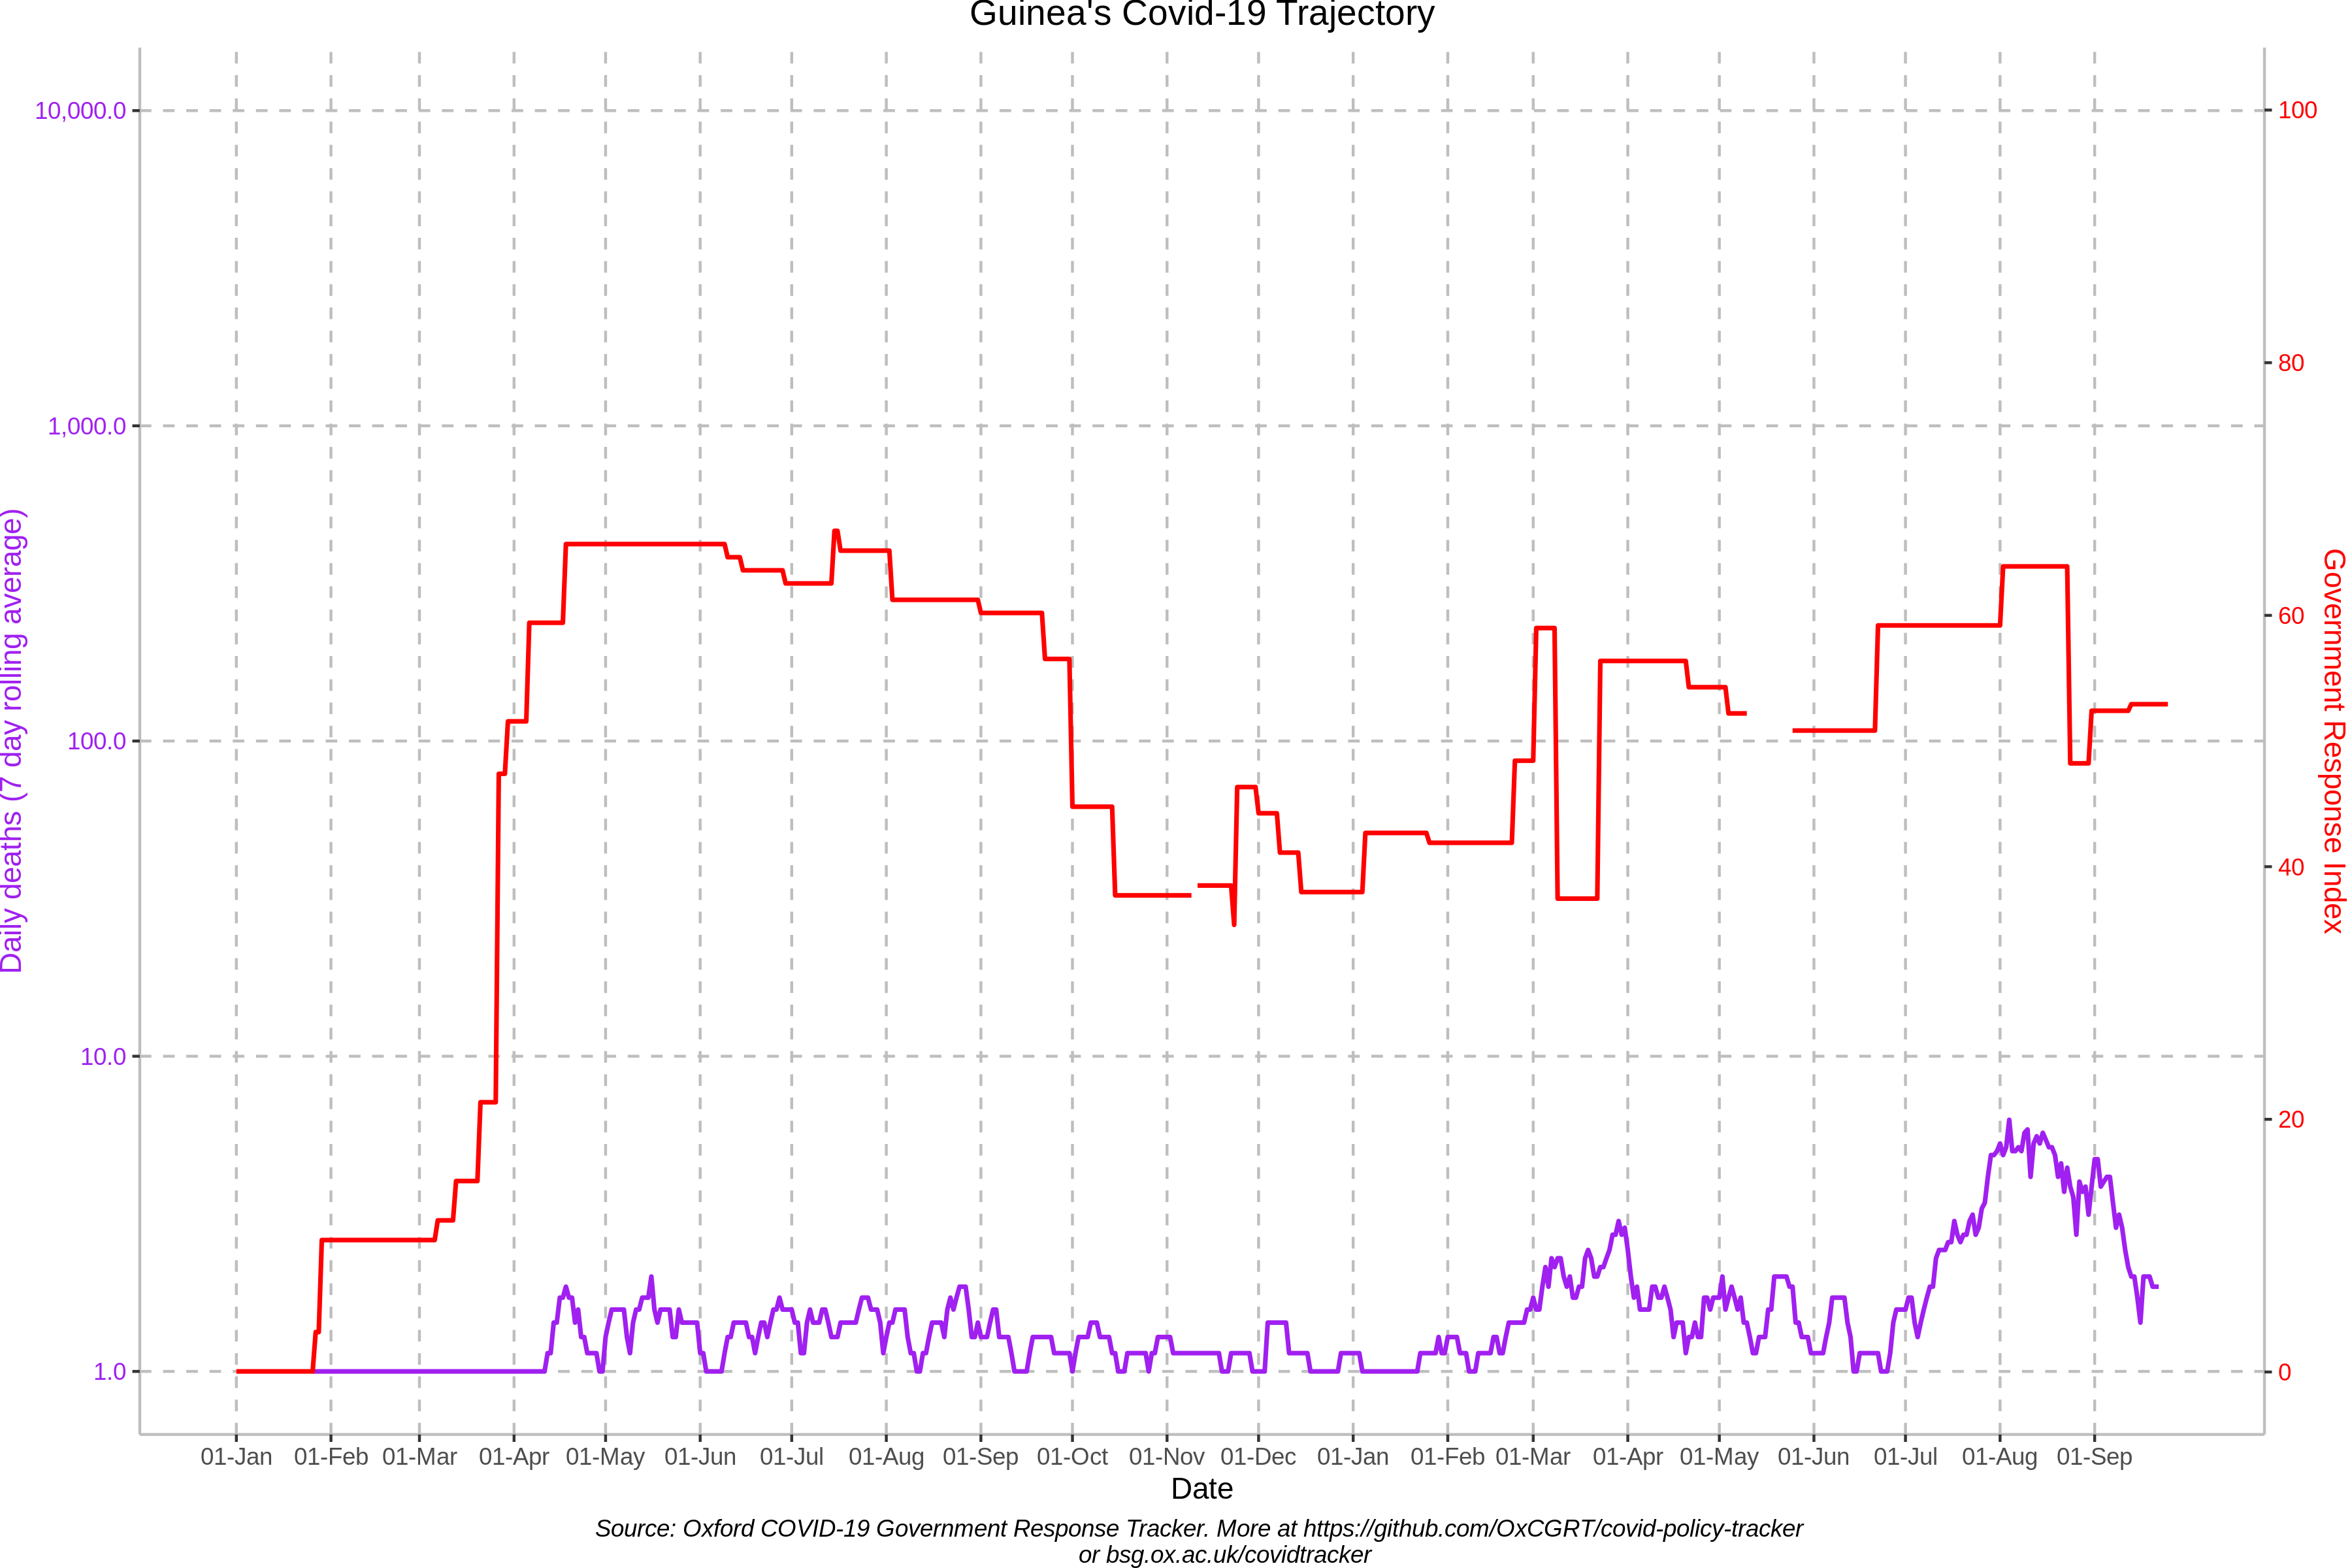 Guinea's Covid-19 Trajectory
10,000.0
1,000.0
100.0
10.0
1.0
Daily deaths (7 day rolling average)
100
80
60
40
20
0
Government Response Index
01-Jan 01-Feb 01-Mar 01-Apr 01-May 01-Jun 01-Jul 01-Aug 01-Sep 01-Oct 01-Nov 01-Dec 01-Jan 01-Feb 01-Mar 01-Apr 01-May 01-Jun 01-Jul 01-Aug 01-Sep
Date
Source: Oxford COVID-19 Government Response Tracker. More at https://github.com/OxCGRT/covid-policy-tracker
or bsg.ox.ac.uk/covidtracker